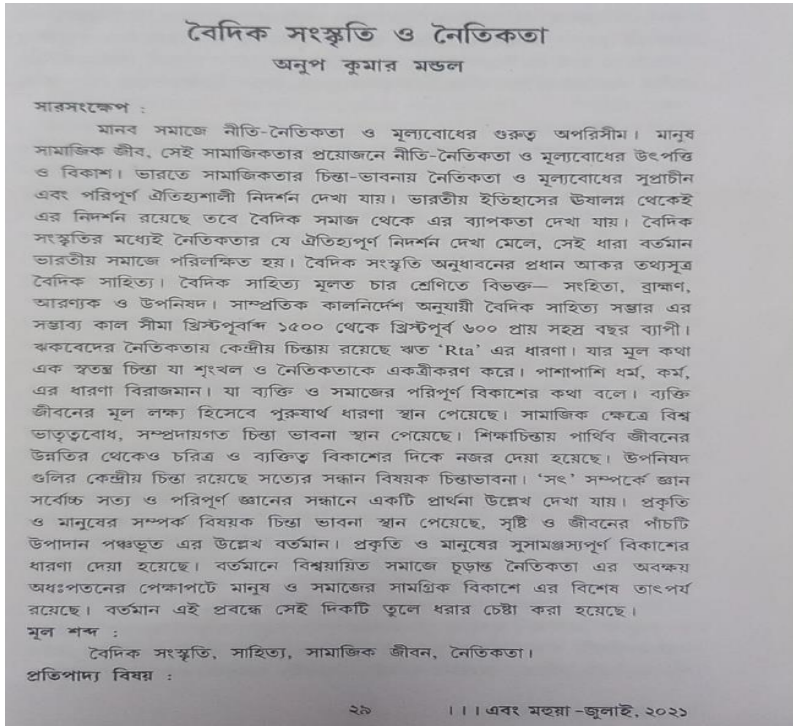 বৈদিক সংস্কৃতি ও নৈতিকতা
অনুপ কুমার মন্ডল
সারসংক্ষেপ :
মানব সমাজে নীতি-নৈতিকতা ও মূল্যবোধের গুরুত্ব অপরিসীম। মানুষ
সামাজিক জীব, সেই সামাজিকতার প্রয়োজনে নীতি-নৈতিকতা ও মূল্যবোধের উৎপত্তি
ও বিকাশ। ভারতে সামাজিকতার চিন্তা-ভাবনায় নৈতিকতা ও মূল্যবোধের সুপ্রাচীন
এবং পরিপূর্ণ ঐতিহ্যশালী নিদর্শন দেখা যায়। ভারতীয় ইতিহাসের ঊষালগ্ন থেকেই
এর নিদর্শন রয়েছে তবে বৈদিক সমাজ থেকে এর ব্যাপকতা দেখা যায়। বৈদিক
সংস্কৃতির মধ্যেই নৈতিকতার যে ঐতিহ্যপূর্ণ নিদর্শন দেখা মেলে, সেই ধারা বর্তমান
ভারতীয় সমাজে পরিলক্ষিত হয়। বৈদিক সংস্কৃতি অনুধাবনের প্রধান আকর তথ্যসূত্র
বৈদিক সাহিত্য। বৈদিক সাহিত্য মূলত চার শ্রেণিতে বিভক্ত— সংহিতা, ব্রাহ্মণ,
আরণ্যক ও উপনিষদ। সাম্প্রতিক কালনির্দেশ অনুযায়ী বৈদিক সাহিত্য সম্ভার এর
সম্ভাব্য কাল সীমা খ্রিস্টপূর্বাব্দ ১৫০০ থেকে খ্রিস্টপূর্ব ৬০০ প্রায় সহস্র বছর ব্যাপী।
ঋকবেদের নৈতিকতায় কেন্দ্রীয় চিন্তায় রয়েছে ঋত ‘Rta’ এর ধারণা। যার মূল কথা
এক স্বতন্ত্র চিন্তা যা শৃংখল ও নৈতিকতাকে একত্রীকরণ করে। পাশাপাশি ধর্ম, কর্ম,
এর ধারণা বিরাজমান। যা ব্যক্তি ও সমাজের পরিপূর্ণ বিকাশের কথা বলে। ব্যক্তি
জীবনের মূল লক্ষ্য হিসেবে পুরুষার্থ ধারণা স্থান পেয়েছে। সামাজিক ক্ষেত্রে বিশ্ব
ভাতৃত্ববোধ, সম্প্রদায়গত চিন্তা ভাবনা স্থান পেয়েছে। শিক্ষাচিন্তায় পার্থিব জীবনের
উন্নতির থেকেও চরিত্র ও ব্যক্তিত্ব বিকাশের দিকে নজর দেয়া হয়েছে। উপনিষদ
গুলির কেন্দ্রীয় চিন্তা রয়েছে সত্যের সন্ধান বিষয়ক চিন্তাভাবনা। ‘সৎ’ সম্পর্কে জ্ঞান
সর্বোচ্চ সত্য ও পরিপূর্ণ জ্ঞানের সন্ধানে একটি প্রার্থনা উল্লেখ দেখা যায়। প্রকৃতি
ও মানুষের সম্পর্ক বিষয়ক চিন্তা ভাবনা স্থান পেয়েছে, সৃষ্টি ও জীবনের পাঁচটি
উপাদান পঞ্চভূত এর উল্লেখ বর্তমান। প্রকৃতি ও মানুষের সুসামঞ্জস্যপূর্ণ বিকাশের
ধারণা দেয়া হয়েছে। বর্তমানে বিশ্বায়িত সমাজে চূড়ান্ত নৈতিকতা এর অবক্ষয়
অধঃপতনের পেক্ষাপটে মানুষ ও সমাজের সামগ্রিক বিকাশে এর বিশেষ তাৎপর্য
রয়েছে। বর্তমান এই প্রবন্ধে সেই দিকটি তুলে ধরার চেষ্টা করা হয়েছে।
মূল শব্দ :
বৈদিক সংস্কৃতি, সাহিত্য, সামাজিক জীবন, নৈতিকতা।
প্রতিপাদ্য বিষয় :
২৯ ।।। এবং মহুয়া -জুলাই, ২০২১